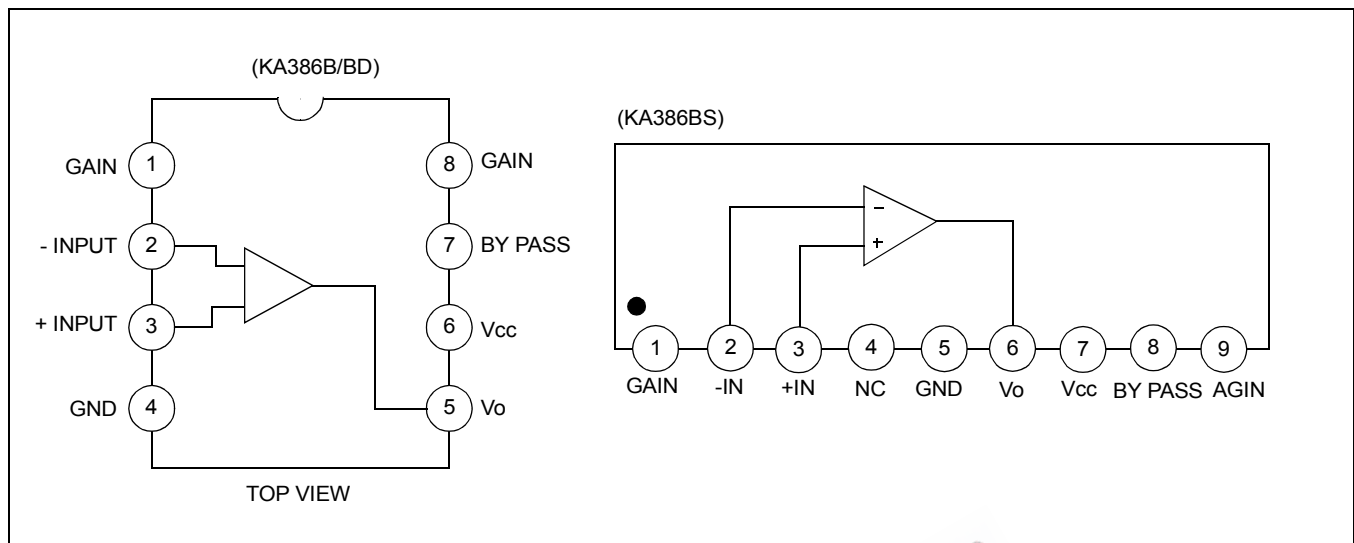 (KA386B/BD)
GAIN 1
8 GAIN
- INPUT 2
7 BY PASS
+ INPUT 3
6 Vcc
GND 4
5 Vo
TOP VIEW
(KA386BS)
−
+
1 2 3 4 5 6 7 8 9
GAIN -IN +IN NC GND Vo Vcc BY PASS AGIN